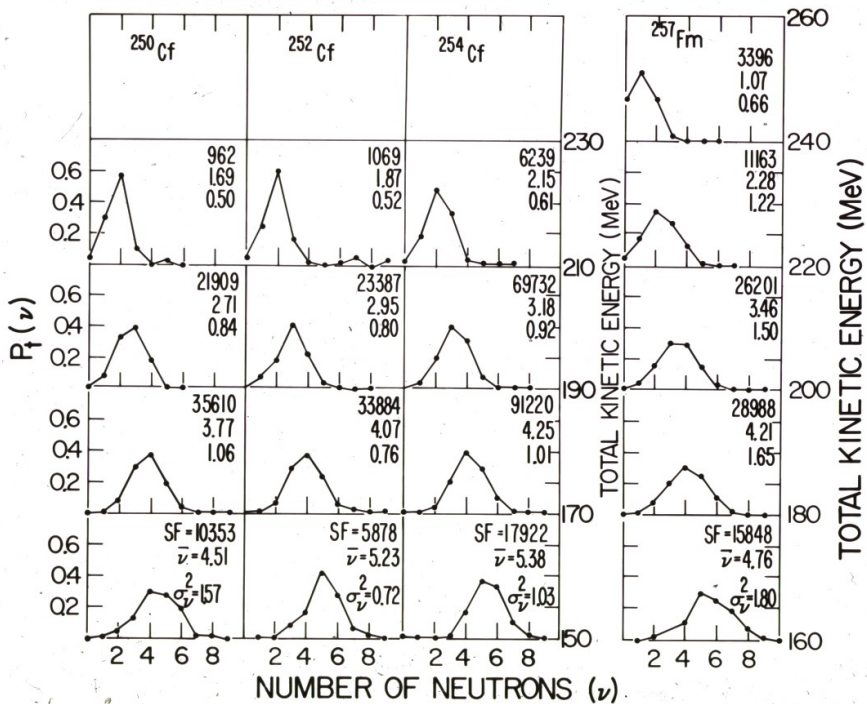 250Cf
252Cf
254Cf
257Fm
260
3396
1.07
0.66
230
240
0.6
0.4
0.2
962
1.69
0.50
1069
1.87
0.52
6239
2.15
0.61
11163
2.28
1.22
210
220
0.6
0.4
0.2
21909
2.71
0.84
23387
2.95
0.80
69732
3.18
0.92
26201
3.46
1.50
190
200
0.6
0.4
0.2
35610
3.77
1.06
33884
4.07
0.76
91220
4.25
1.01
28988
4.21
1.65
170
180
0.6
0.4
0.2
SF=10353
ν̄=4.51
σν²=1.57
SF=5878
ν̄=5.23
σν²=0.72
SF=17922
ν̄=5.38
σν²=1.03
SF=15848
ν̄=4.76
σν²=1.80
150
160
2 4 6 8 2 4 6 8 2 4 6 8 2 4 6 8
NUMBER OF NEUTRONS (ν)
Pt(ν)
TOTAL KINETIC ENERGY (MeV)
TOTAL KINETIC ENERGY (MeV)